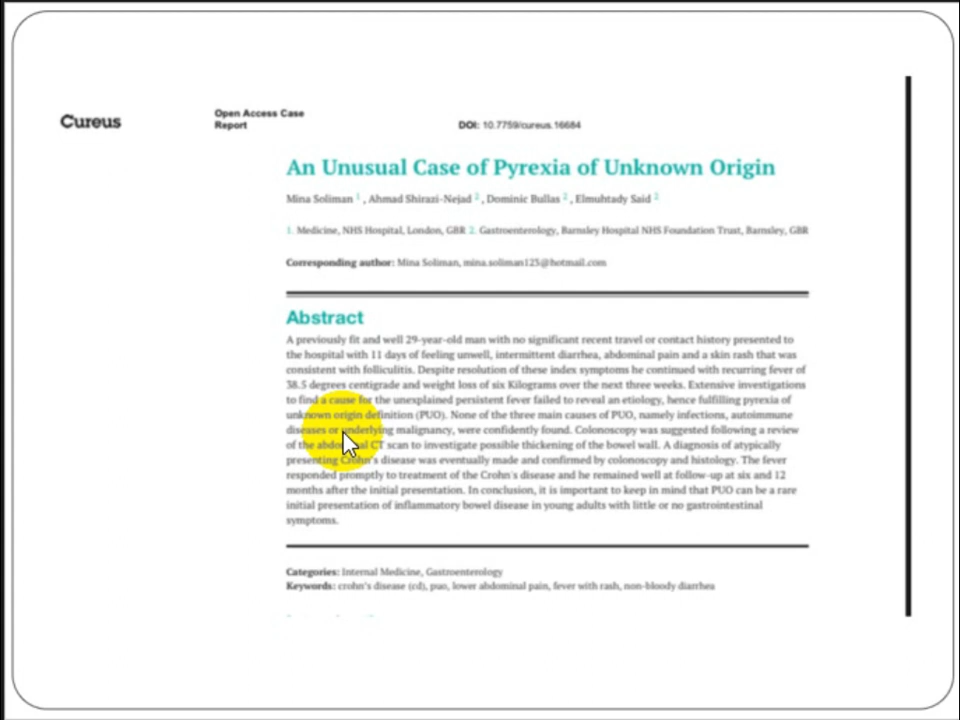 Cureus
Open Access Case
Report
DOI: 10.7759/cureus.16684
An Unusual Case of Pyrexia of Unknown Origin
Mina Soliman 1 , Ahmad Shirazi-Nejad 2 , Dominic Bullas 2 , Elmuhtady Said 2
1. Medicine, NHS Hospital, London, GBR 2. Gastroenterology, Barnsley Hospital NHS Foundation Trust, Barnsley, GBR
Corresponding author: Mina Soliman, mina.soliman125@hotmail.com
Abstract
A previously fit and well 29-year-old man with no significant recent travel or contact history presented to
the hospital with 11 days of feeling unwell, intermittent diarrhea, abdominal pain and a skin rash that was
consistent with folliculitis. Despite resolution of these index symptoms he continued with recurring fever of
38.5 degrees centigrade and weight loss of six Kilograms over the next three weeks. Extensive investigations
to find a cause for the unexplained persistent fever failed to reveal an etiology, hence fulfilling pyrexia of
unknown origin definition (PUO). None of the three main causes of PUO, namely infections, autoimmune
diseases or underlying malignancy, were confidently found. Colonoscopy was suggested following a review
of the abdominal CT scan to investigate possible thickening of the bowel wall. A diagnosis of atypically
presenting Crohn's disease was eventually made and confirmed by colonoscopy and histology. The fever
responded promptly to treatment of the Crohn's disease and he remained well at follow-up at six and 12
months after the initial presentation. In conclusion, it is important to keep in mind that PUO can be a rare
initial presentation of inflammatory bowel disease in young adults with little or no gastrointestinal
symptoms.
Categories: Internal Medicine, Gastroenterology
Keywords: crohn's disease (cd), puo, lower abdominal pain, fever with rash, non-bloody diarrhea